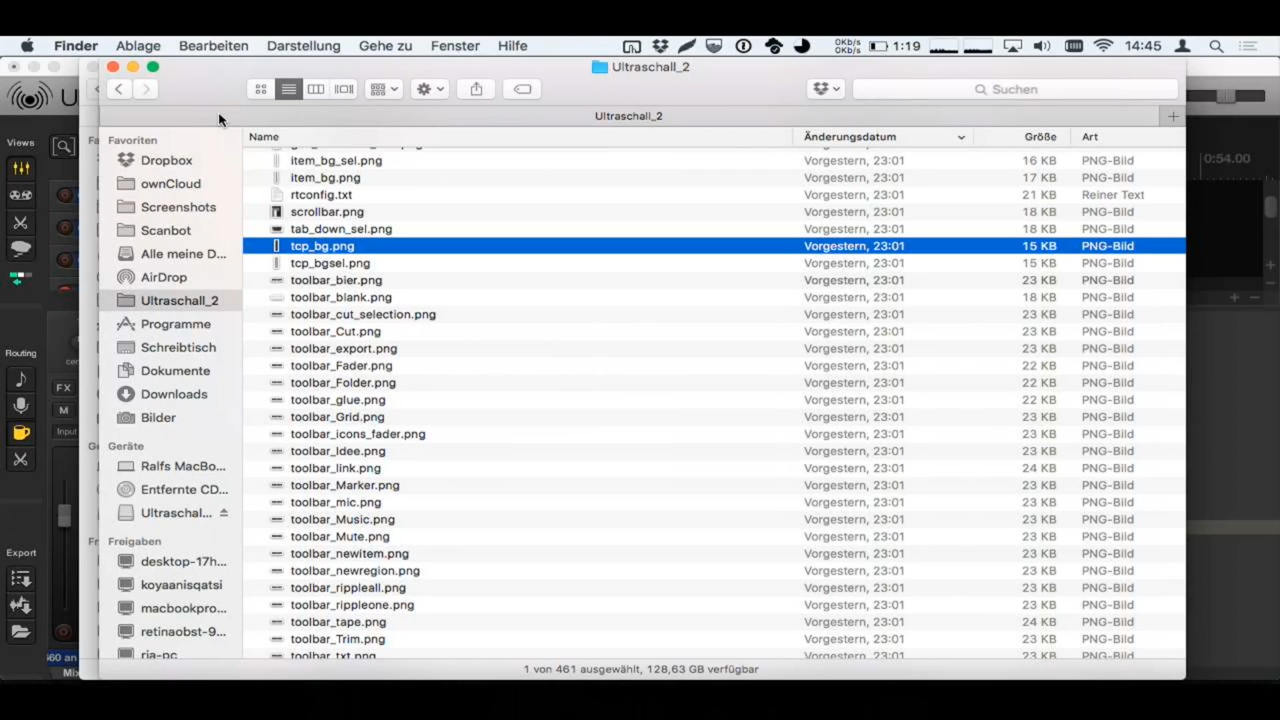 Finder Ablage Bearbeiten Darstellung Gehe zu Fenster Hilfe 0Kb/s 0Kb/s 1:19 14:45
Ultraschall_2
Suchen
Ultraschall_2
Favoriten
Dropbox
ownCloud
Screenshots
Scanbot
Alle meine D...
AirDrop
Ultraschall_2
Programme
Schreibtisch
Dokumente
Downloads
Bilder
Geräte
Ralfs MacBo...
Entfernte CD...
Ultraschal...
Freigaben
desktop-17h...
koyaanisqatsi
macbookpro...
retinaobst-9...
ria-pc
Name Änderungsdatum Größe Art
item_bg_sel.png Vorgestern, 23:01 16 KB PNG-Bild
item_bg.png Vorgestern, 23:01 17 KB PNG-Bild
rtconfig.txt Vorgestern, 23:01 21 KB Reiner Text
scrollbar.png Vorgestern, 23:01 18 KB PNG-Bild
tab_down_sel.png Vorgestern, 23:01 18 KB PNG-Bild
tcp_bg.png Vorgestern, 23:01 15 KB PNG-Bild
tcp_bgsel.png Vorgestern, 23:01 15 KB PNG-Bild
toolbar_bier.png Vorgestern, 23:01 23 KB PNG-Bild
toolbar_blank.png Vorgestern, 23:01 18 KB PNG-Bild
toolbar_cut_selection.png Vorgestern, 23:01 23 KB PNG-Bild
toolbar_Cut.png Vorgestern, 23:01 23 KB PNG-Bild
toolbar_export.png Vorgestern, 23:01 23 KB PNG-Bild
toolbar_Fader.png Vorgestern, 23:01 22 KB PNG-Bild
toolbar_Folder.png Vorgestern, 23:01 22 KB PNG-Bild
toolbar_glue.png Vorgestern, 23:01 22 KB PNG-Bild
toolbar_Grid.png Vorgestern, 23:01 23 KB PNG-Bild
toolbar_icons_fader.png Vorgestern, 23:01 23 KB PNG-Bild
toolbar_Idee.png Vorgestern, 23:01 23 KB PNG-Bild
toolbar_link.png Vorgestern, 23:01 24 KB PNG-Bild
toolbar_Marker.png Vorgestern, 23:01 23 KB PNG-Bild
toolbar_mic.png Vorgestern, 23:01 23 KB PNG-Bild
toolbar_Music.png Vorgestern, 23:01 23 KB PNG-Bild
toolbar_Mute.png Vorgestern, 23:01 23 KB PNG-Bild
toolbar_newitem.png Vorgestern, 23:01 23 KB PNG-Bild
toolbar_newregion.png Vorgestern, 23:01 23 KB PNG-Bild
toolbar_rippleall.png Vorgestern, 23:01 23 KB PNG-Bild
toolbar_rippleone.png Vorgestern, 23:01 23 KB PNG-Bild
toolbar_tape.png Vorgestern, 23:01 24 KB PNG-Bild
toolbar_Trim.png Vorgestern, 23:01 23 KB PNG-Bild
toolbar_txt.png Vorgestern, 23:01 23 KB PNG-Bild
1 von 461 ausgewählt, 128,63 GB verfügbar
Views
Routing
Export
FX
M
Input
Mix
0:54.00